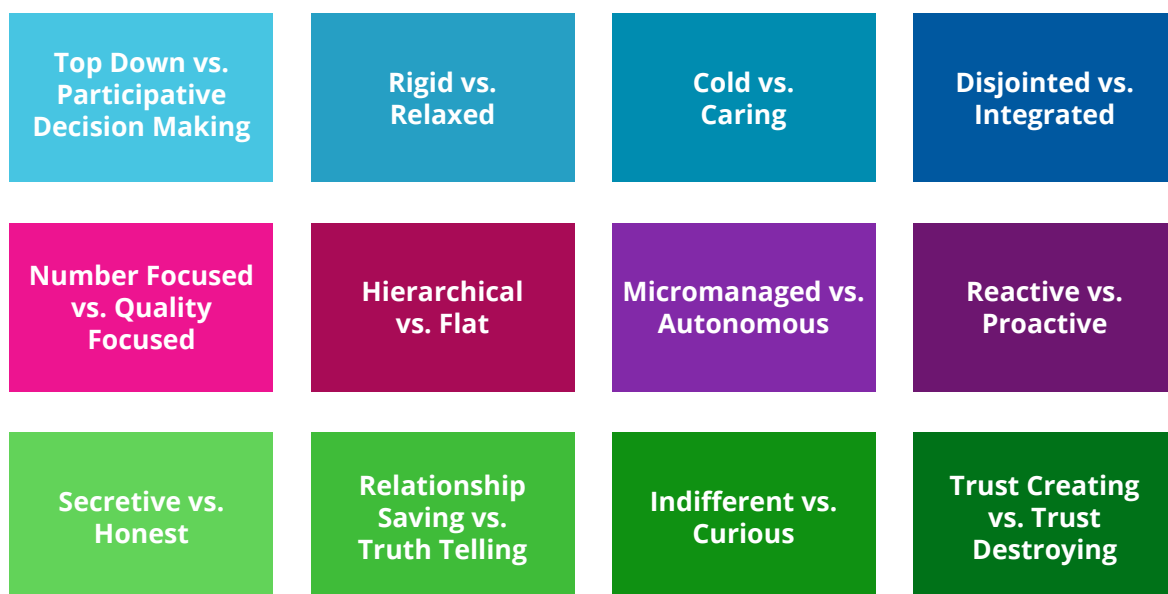 Top Down vs.
Participative
Decision Making
Rigid vs.
Relaxed
Cold vs.
Caring
Disjointed vs.
Integrated
Number Focused
vs. Quality
Focused
Hierarchical
vs. Flat
Micromanaged vs.
Autonomous
Reactive vs.
Proactive
Secretive vs.
Honest
Relationship
Saving vs.
Truth Telling
Indifferent vs.
Curious
Trust Creating
vs. Trust
Destroying